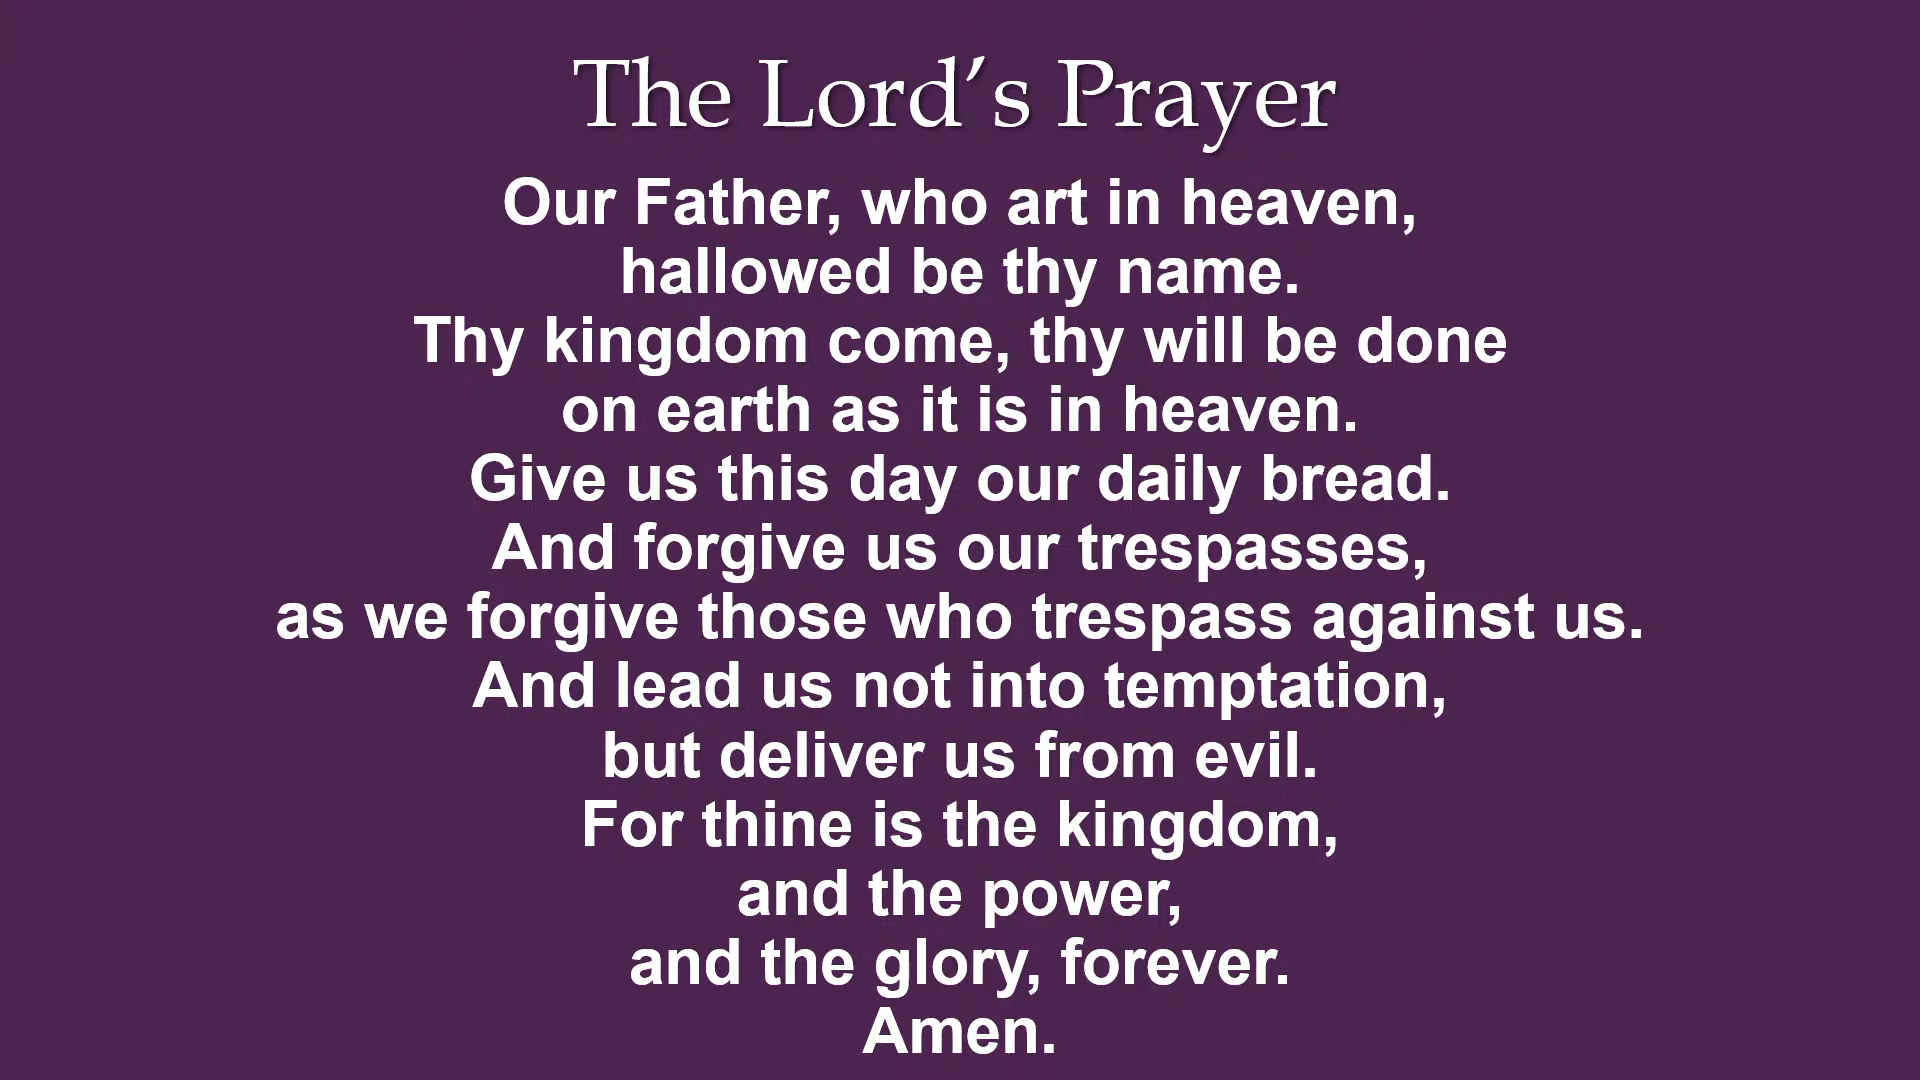 The Lord’s Prayer
Our Father, who art in heaven,
hallowed be thy name.
Thy kingdom come, thy will be done
on earth as it is in heaven.
Give us this day our daily bread.
And forgive us our trespasses,
as we forgive those who trespass against us.
And lead us not into temptation,
but deliver us from evil.
For thine is the kingdom,
and the power,
and the glory, forever.
Amen.